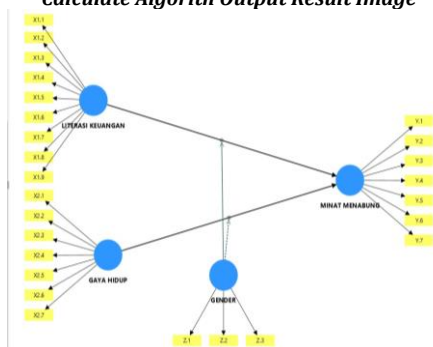 Calculate Algorith Output Result Image
X1.1
X1.2
X1.3
X1.4
X1.5
X1.6
X1.7
X1.8
X1.9
LITERASI KEUANGAN
X2.1
X2.2
X2.3
X2.4
X2.5
X2.6
X2.7
GAYA HIDUP
Y.1
Y.2
Y.3
Y.4
Y.5
Y.6
Y.7
MINAT MENABUNG
GENDER
Z.1
Z.2
Z.3